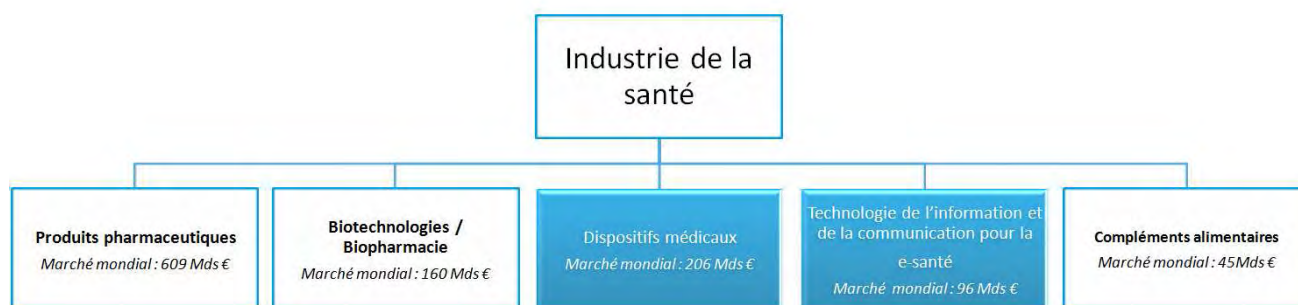 Industrie de la
santé
Produits pharmaceutiques
Marché mondial : 609 Mds €
Biotechnologies /
Biopharmacie
Marché mondial : 160 Mds €
Dispositifs médicaux
Marché mondial : 206 Mds €
Technologie de l'information et
de la communication pour la
e-santé
Marché mondial : 96 Mds €
Compléments alimentaires
Marché mondial : 45Mds €